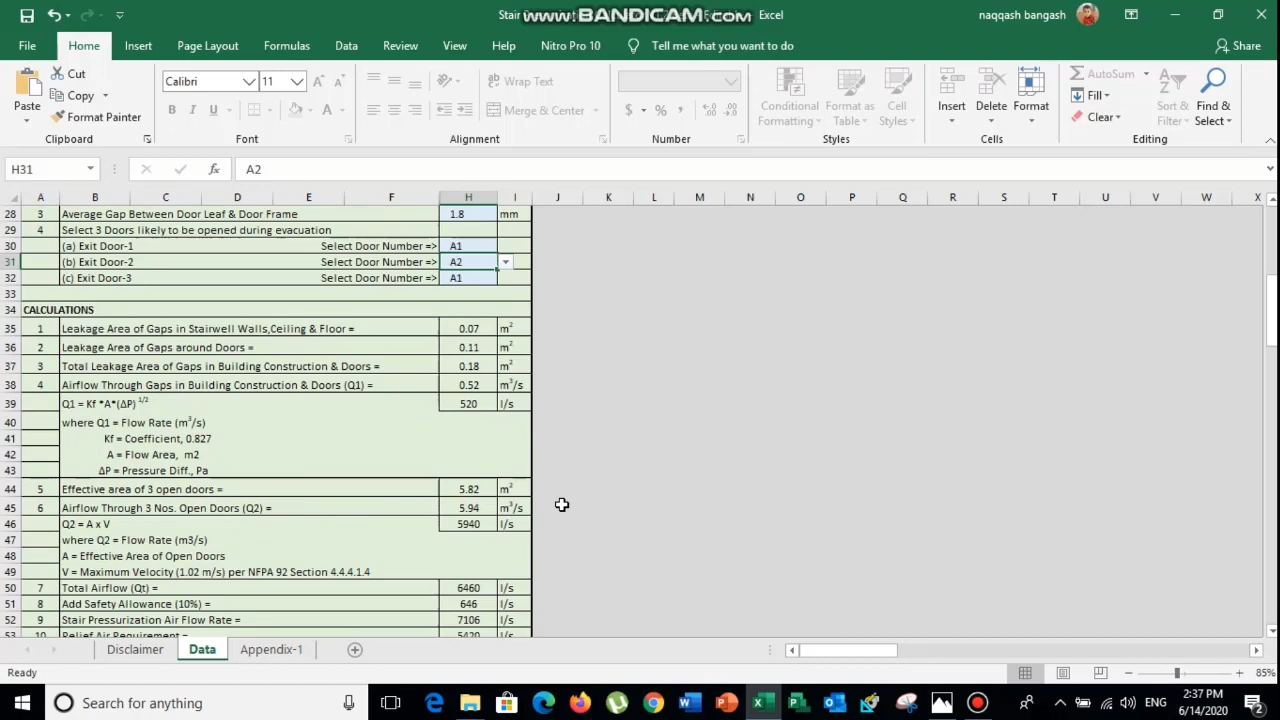 Stair
www.BANDICAM.com
Excel
naqqash bangash
File Home Insert Page Layout Formulas Data Review View Help Nitro Pro 10 Tell me what you want to do Share
Paste
Cut
Copy
Format Painter
Calibri 11
B I U
Wrap Text
Merge & Center
$ % ,
Conditional Formatting
Format as Table
Cell Styles
Insert Delete Format
AutoSum
Fill
Clear
Sort & Filter
Find & Select
Clipboard Font Alignment Number Styles Cells Editing
H31 fx A2
A B C D E F H I J K L M N O P Q R S T U V W X
28 3 Average Gap Between Door Leaf & Door Frame 1.8 mm
29 4 Select 3 Doors likely to be opened during evacuation
30 (a) Exit Door-1 Select Door Number => A1
31 (b) Exit Door-2 Select Door Number => A2
32 (c) Exit Door-3 Select Door Number => A1
33
34 CALCULATIONS
35 1 Leakage Area of Gaps in Stairwell Walls,Ceiling & Floor = 0.07 m²
36 2 Leakage Area of Gaps around Doors = 0.11 m²
37 3 Total Leakage Area of Gaps in Building Construction & Doors = 0.18 m²
38 4 Airflow Through Gaps in Building Construction & Doors (Q1) = 0.52 m³/s
39 Q1 = Kf *A*(ΔP) 1/2 520 l/s
40 where Q1 = Flow Rate (m³/s)
41 Kf = Coefficient, 0.827
42 A = Flow Area, m2
43 ΔP = Pressure Diff., Pa
44 5 Effective area of 3 open doors = 5.82 m²
45 6 Airflow Through 3 Nos. Open Doors (Q2) = 5.94 m³/s
46 Q2 = A x V 5940 l/s
47 where Q2 = Flow Rate (m3/s)
48 A = Effective Area of Open Doors
49 V = Maximum Velocity (1.02 m/s) per NFPA 92 Section 4.4.4.1.4
50 7 Total Airflow (Qt) = 6460 l/s
51 8 Add Safety Allowance (10%) = 646 l/s
52 9 Stair Pressurization Air Flow Rate = 7106 l/s
53 10 Relief Air Requirement = 5420 l/s
Disclaimer Data Appendix-1
Ready 85%
Search for anything
ENG
2:37 PM
6/14/2020
2